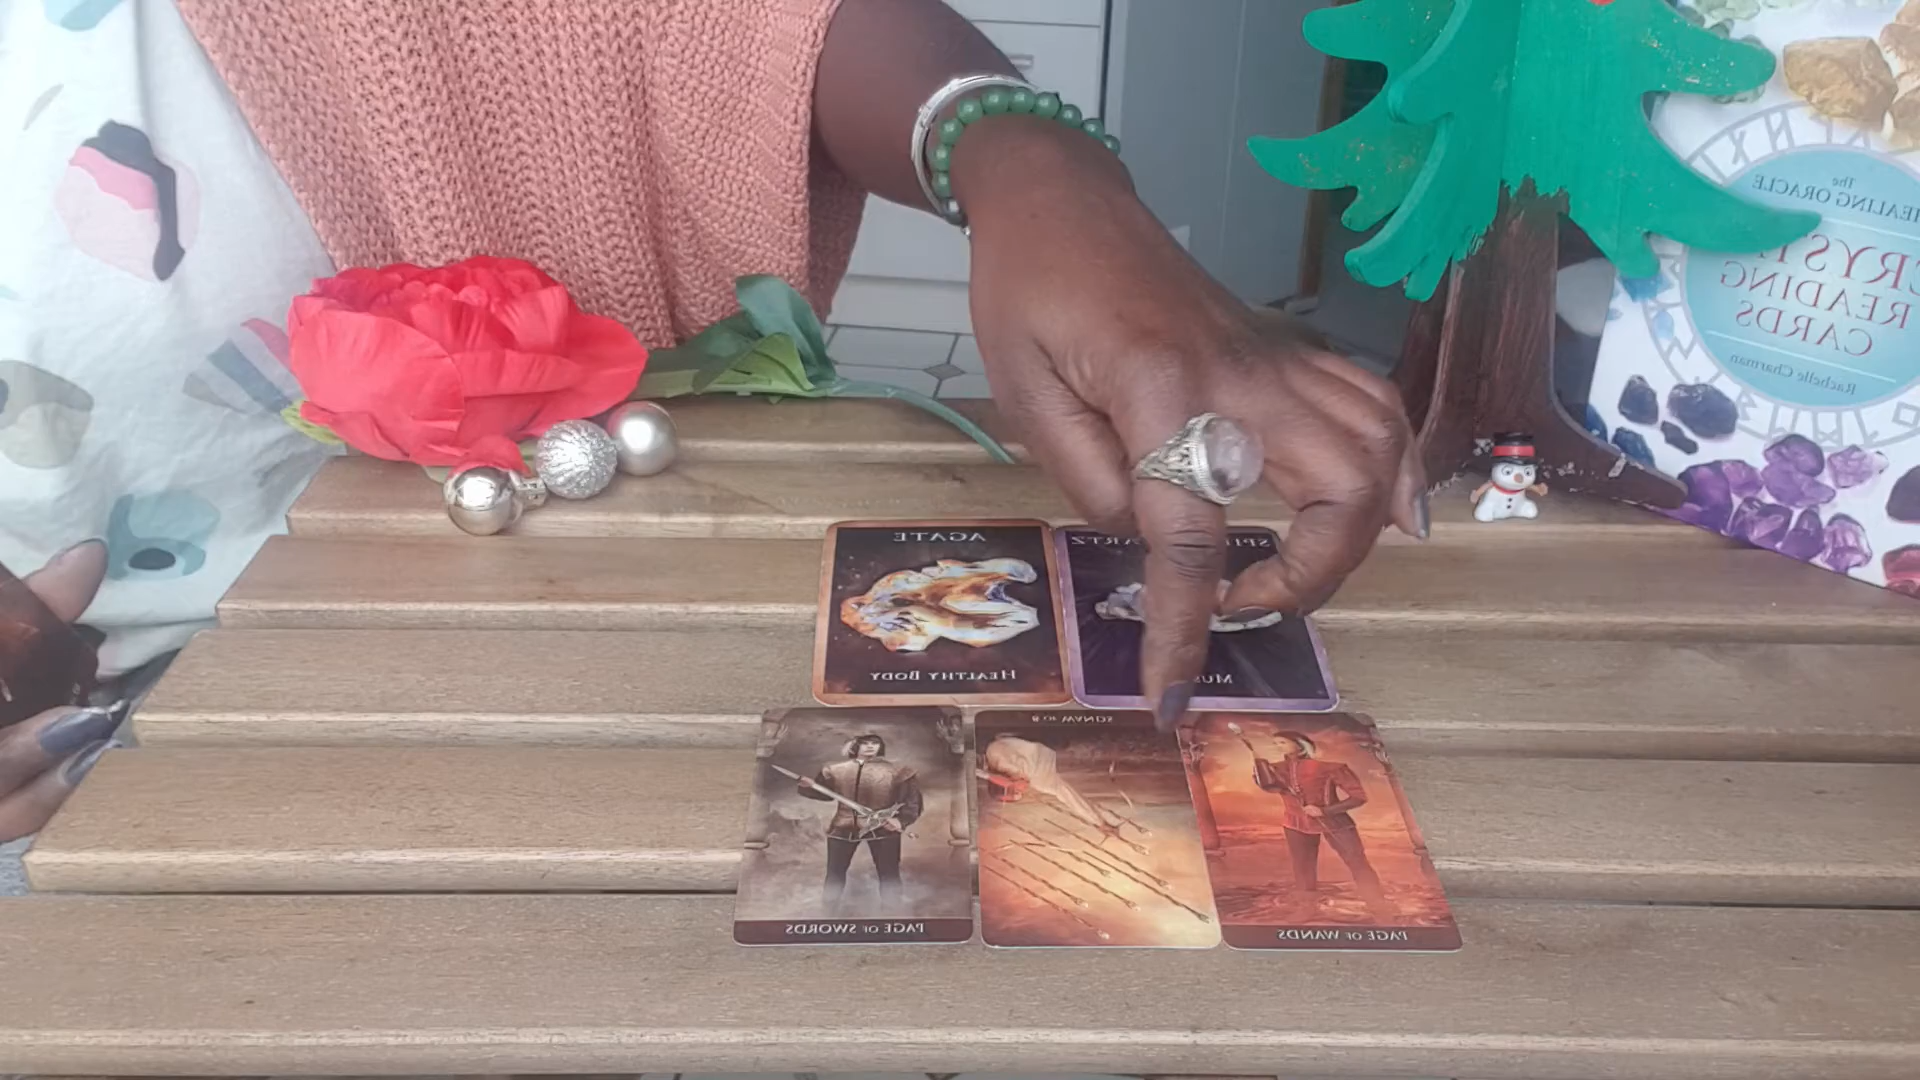 The
HEALING ORACLE
CRYSTAL
READING
CARDS
Rachelle Charman
AGATE
HEALTHY BODY
8 OF WANDS
PAGE OF SWORDS
PAGE OF WANDS